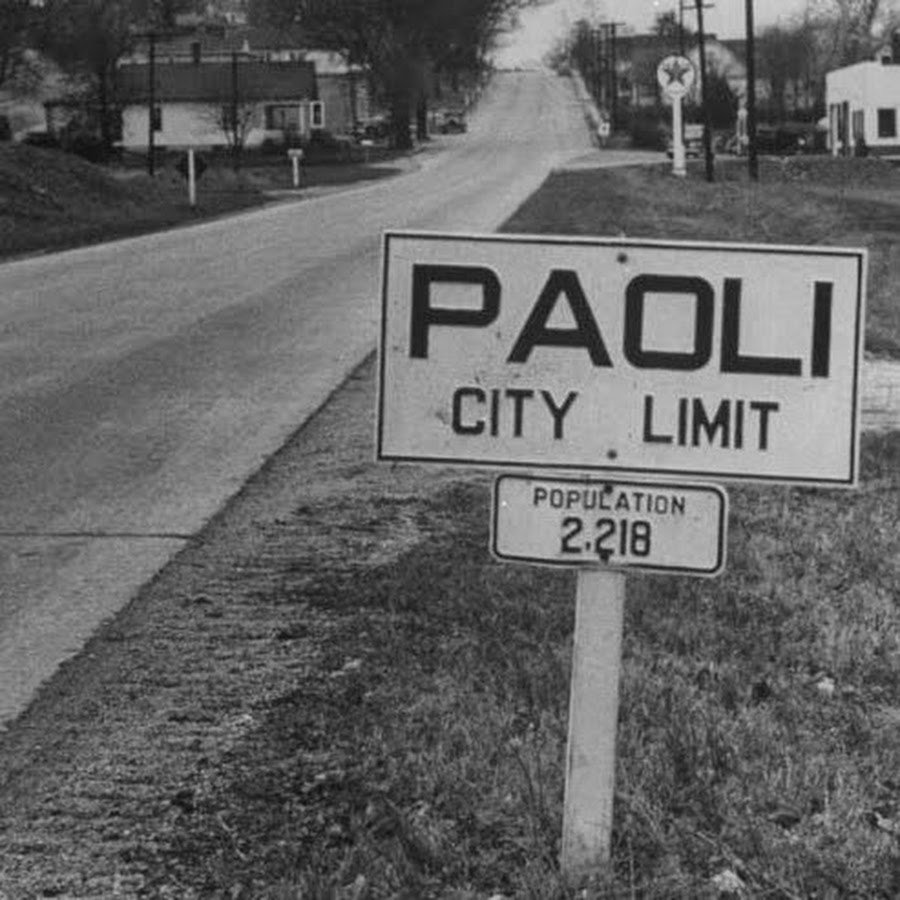 PAOLI
CITY LIMIT
POPULATION
2,218